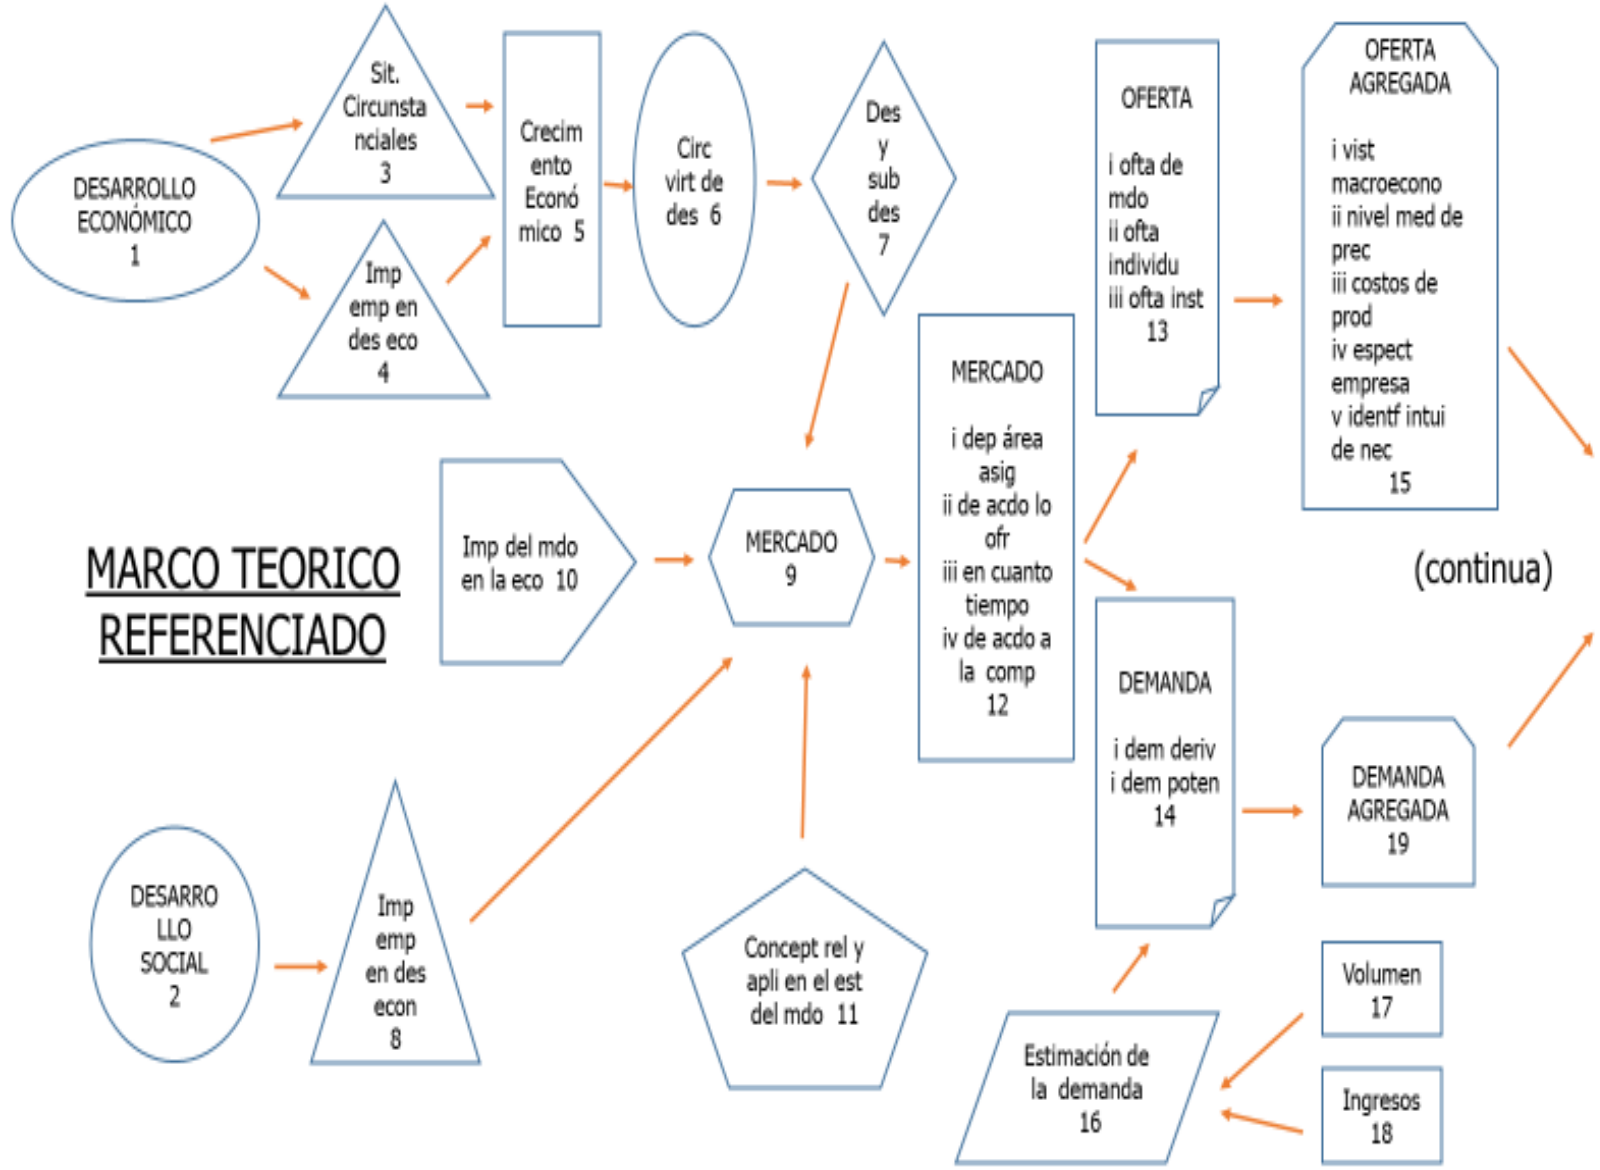 DESARROLLO
ECONÓMICO
1
Sit.
Circunsta
nciales
3
Imp
emp en
des eco
4
Crecim
ento
Econó
mico 5
Circ
virt de
des 6
Des
y
sub
des
7
MARCO TEORICO
REFERENCIADO
Imp del mdo
en la eco 10
MERCADO
9
DESARRO
LLO
SOCIAL
2
Imp
emp
en des
econ
8
Concept rel y
apli en el est
del mdo 11
MERCADO
i dep área
asig
ii de acdo lo
ofr
iii en cuanto
tiempo
iv de acdo a
la comp
12
OFERTA
i ofta de
mdo
ii ofta
individu
iii ofta inst
13
OFERTA
AGREGADA
i vist
macroecono
ii nivel med de
prec
iii costos de
prod
iv espect
empresa
v identf intui
de nec
15
(continua)
DEMANDA
i dem deriv
i dem poten
14
DEMANDA
AGREGADA
19
Estimación de
la demanda
16
Volumen
17
Ingresos
18